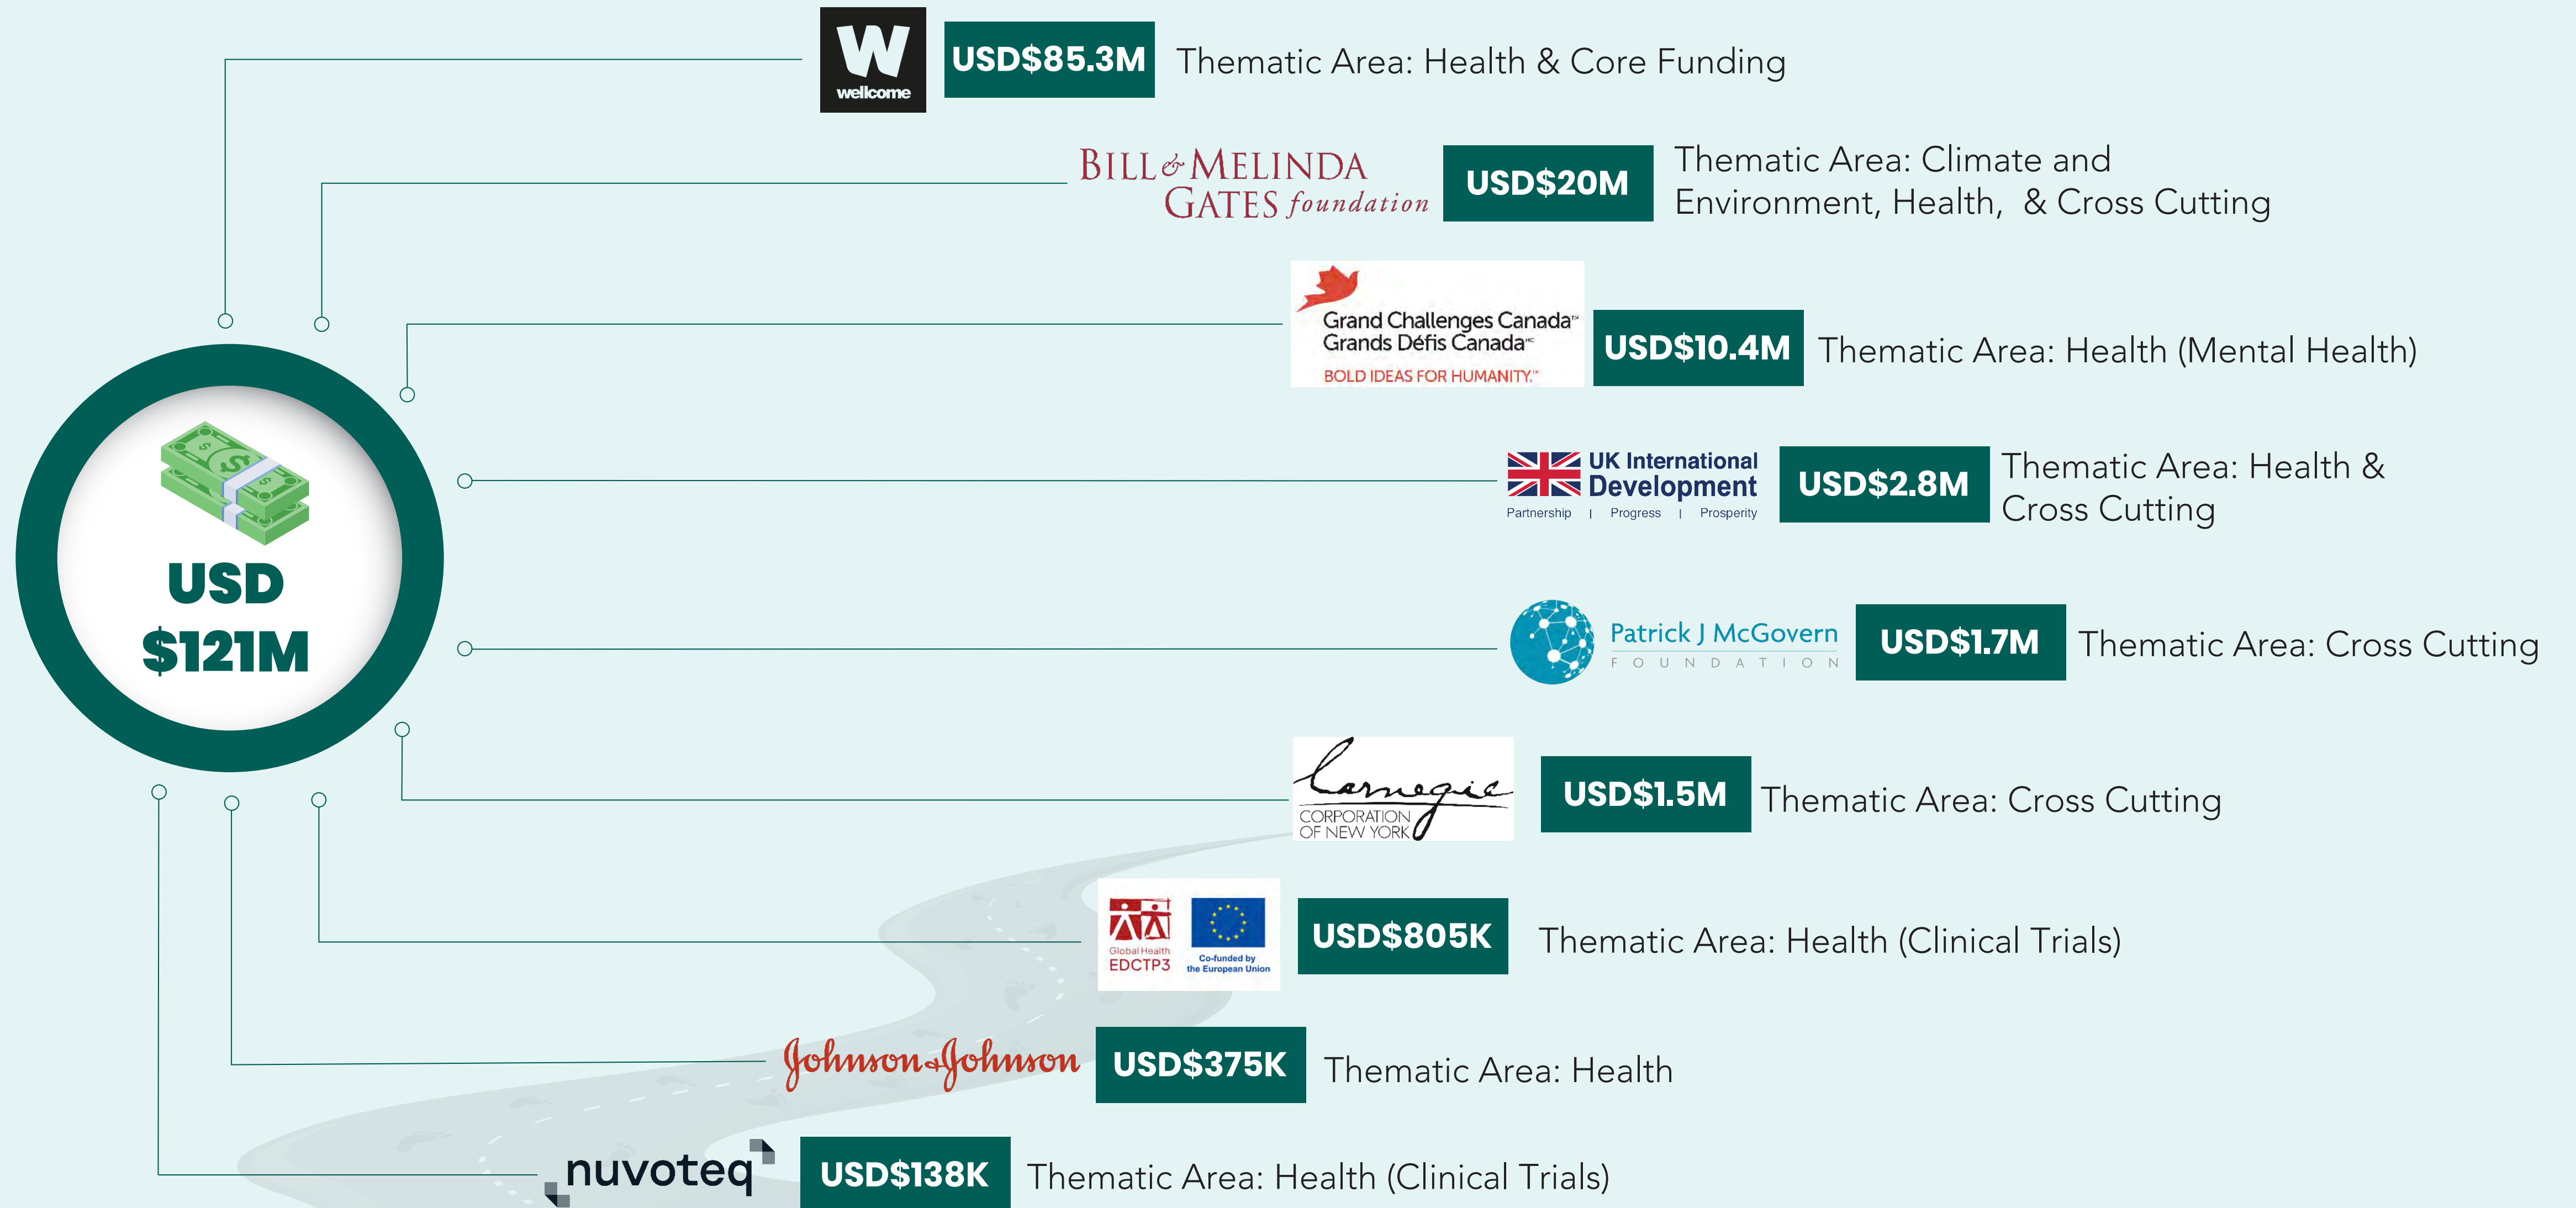 W
wellcome
USD$85.3M
Thematic Area: Health & Core Funding
BILL & MELINDA
GATES foundation
USD$20M
Thematic Area: Climate and
Environment, Health, & Cross Cutting
Grand Challenges Canada™
Grands Défis Canada MC
BOLD IDEAS FOR HUMANITY.™
USD$10.4M
Thematic Area: Health (Mental Health)
UK International
Development
Partnership | Progress | Prosperity
USD$2.8M
Thematic Area: Health &
Cross Cutting
USD
$121M
Patrick J McGovern
FOUNDATION
USD$1.7M
Thematic Area: Cross Cutting
Carnegie
CORPORATION
OF NEW YORK
USD$1.5M
Thematic Area: Cross Cutting
Global Health
EDCTP3
Co-funded by
the European Union
USD$805K
Thematic Area: Health (Clinical Trials)
Johnson & Johnson
USD$375K
Thematic Area: Health
nuvoteq
USD$138K
Thematic Area: Health (Clinical Trials)